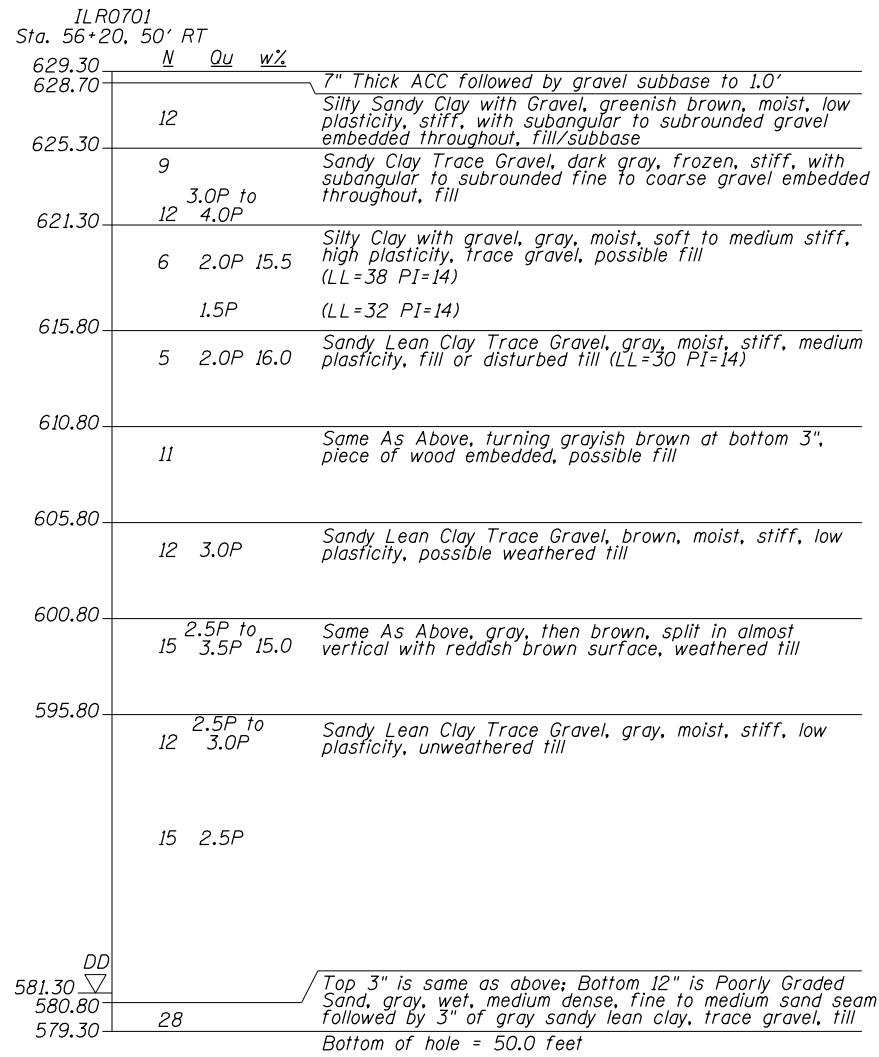 ILR0701
Sta. 56+20, 50' RT
N Qu w%
629.30
628.70
7" Thick ACC followed by gravel subbase to 1.0'
12
Silty Sandy Clay with Gravel, greenish brown, moist, low
plasticity, stiff, with subangular to subrounded gravel
embedded throughout, fill/subbase
625.30
9
Sandy Clay Trace Gravel, dark gray, frozen, stiff, with
subangular to subrounded fine to coarse gravel embedded
throughout, fill
3.0P to
12 4.0P
621.30
Silty Clay with gravel, gray, moist, soft to medium stiff,
high plasticity, trace gravel, possible fill
6 2.0P 15.5
(LL=38 PI=14)
1.5P (LL=32 PI=14)
615.80
Sandy Lean Clay Trace Gravel, gray, moist, stiff, medium
5 2.0P 16.0 plasticity, fill or disturbed till (LL=30 PI=14)
610.80
Same As Above, turning grayish brown at bottom 3",
11 piece of wood embedded, possible fill
605.80
Sandy Lean Clay Trace Gravel, brown, moist, stiff, low
12 3.0P plasticity, possible weathered till
600.80
2.5P to Same As Above, gray, then brown, split in almost
15 3.5P 15.0 vertical with reddish brown surface, weathered till
595.80
2.5P to
12 3.0P
Sandy Lean Clay Trace Gravel, gray, moist, stiff, low
plasticity, unweathered till
15 2.5P
DD
581.30
580.80
Top 3" is same as above; Bottom 12" is Poorly Graded
Sand, gray, wet, medium dense, fine to medium sand seam
28 followed by 3" of gray sandy lean clay, trace gravel, till
579.30
Bottom of hole = 50.0 feet